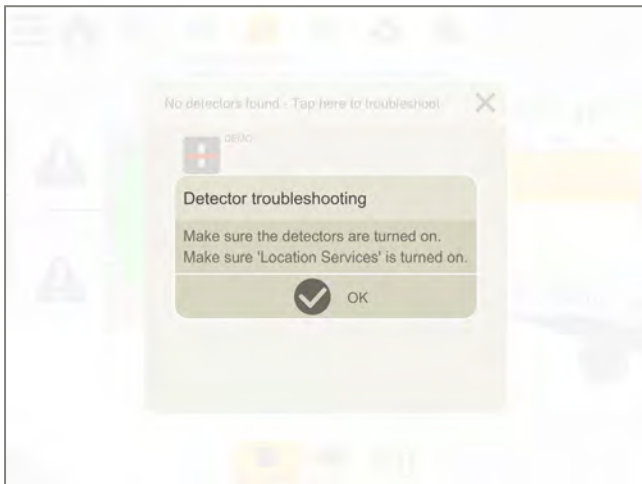 No detectors found - Tap here to troubleshoot
DEMO
Detector troubleshooting
Make sure the detectors are turned on.
Make sure 'Location Services' is turned on.
OK